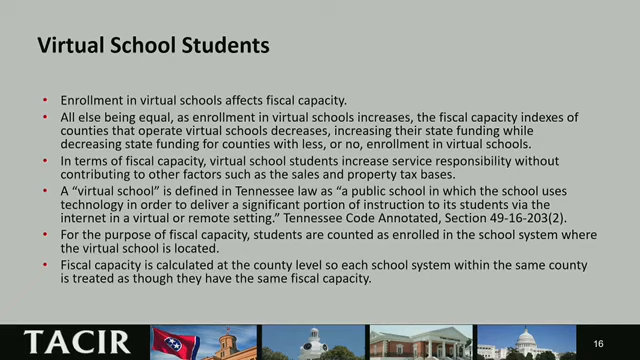 Virtual School Students
• Enrollment in virtual schools affects fiscal capacity.
• All else being equal, as enrollment in virtual schools increases, the fiscal capacity indexes of
counties that operate virtual schools decreases, increasing their state funding while
decreasing state funding for counties with less, or no, enrollment in virtual schools.
• In terms of fiscal capacity, virtual school students increase service responsibility without
contributing to other factors such as the sales and property tax bases.
• A “virtual school” is defined in Tennessee law as “a public school in which the school uses
technology in order to deliver a significant portion of instruction to its students via the
internet in a virtual or remote setting.” Tennessee Code Annotated, Section 49-16-203(2).
• For the purpose of fiscal capacity, students are counted as enrolled in the school system where
the virtual school is located.
• Fiscal capacity is calculated at the county level so each school system within the same county
is treated as though they have the same fiscal capacity.
TACIR
16